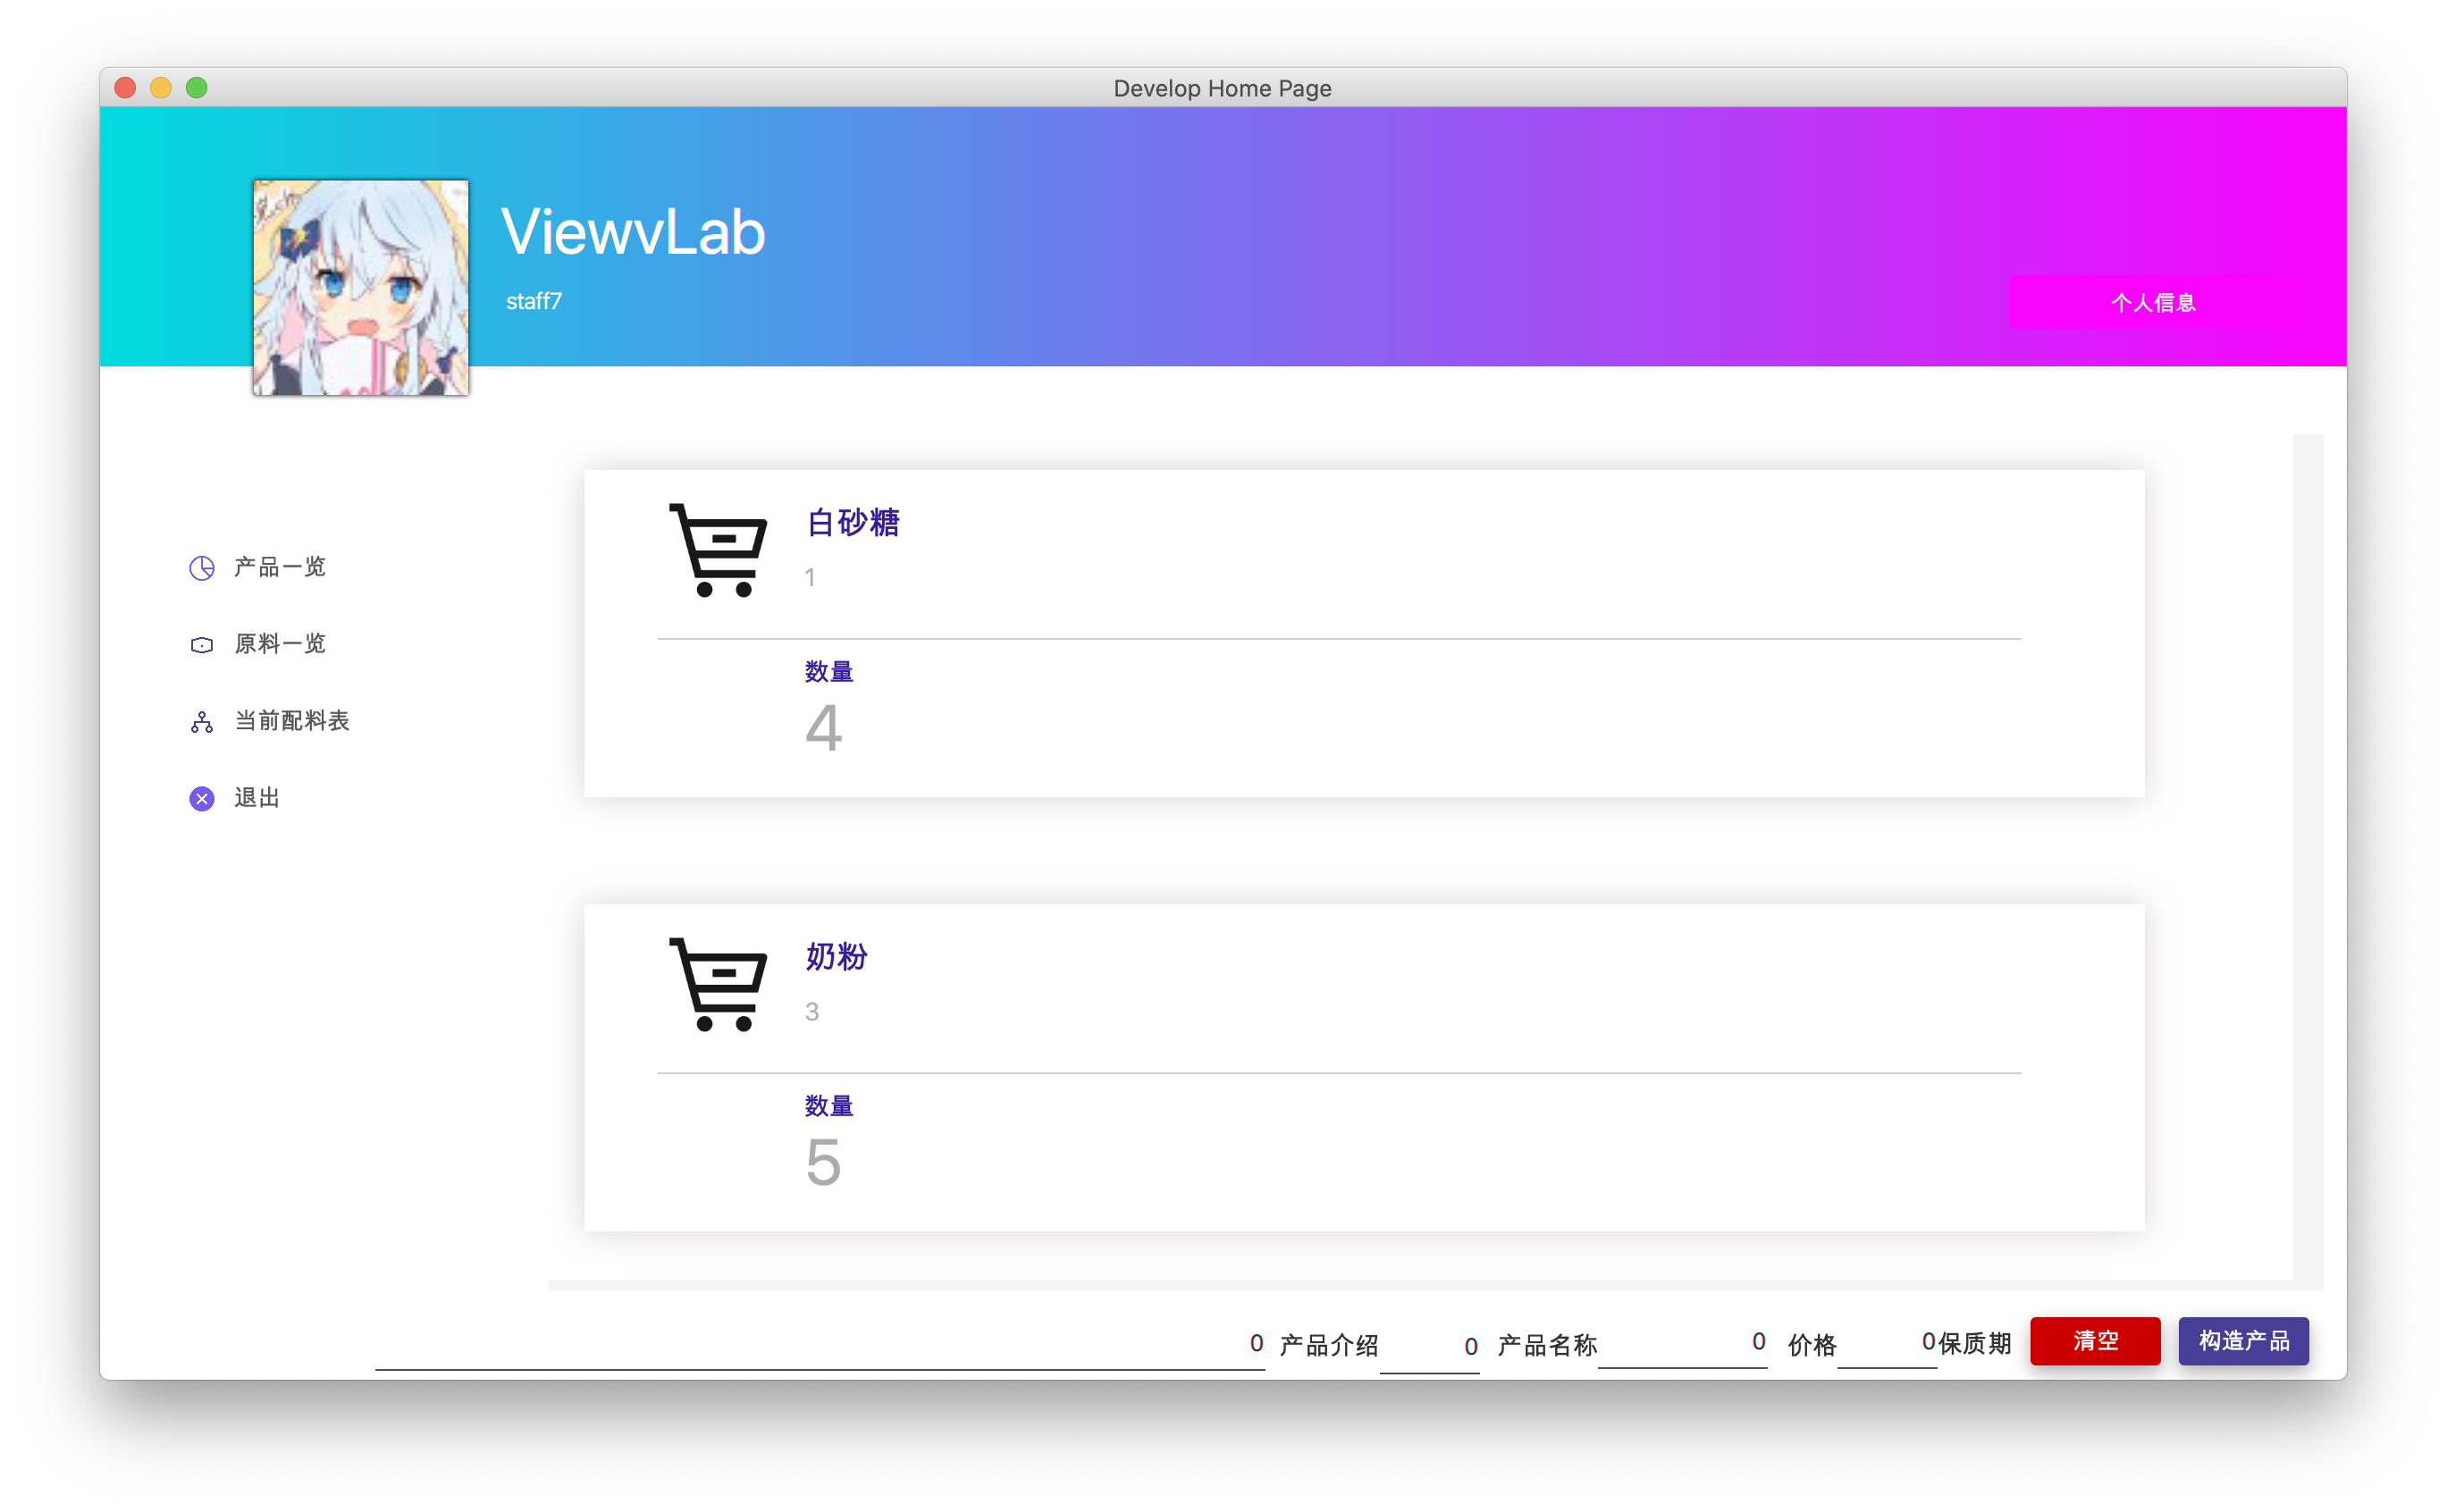 Develop Home Page
ViewvLab
staff7
个人信息
产品一览
原料一览
当前配料表
退出
白砂糖
1
数量
4
奶粉
3
数量
5
0 产品介绍 0 产品名称 0 价格 0保质期 清空 构造产品